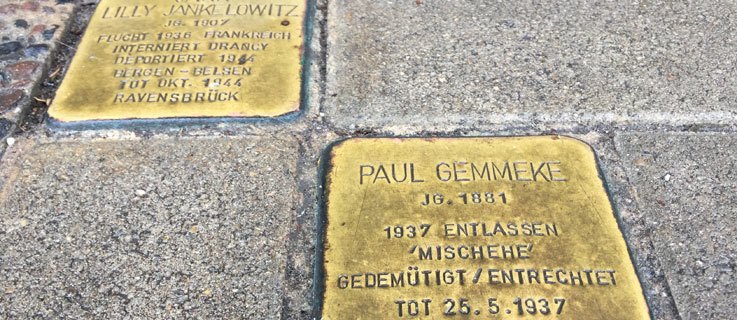 LILLY JANKELOWITZ
JG. 1907
FLUCHT 1936 FRANKREICH
INTERNIERT DRANCY
DEPORTIERT 1944
BERGEN-BELSEN
TOT OKT. 1944
RAVENSBRÜCK
PAUL GEMMEKE
JG. 1881
1937 ENTLASSEN
'MISCHEHE'
GEDEMÜTIGT/ENTRECHTET
TOT 25.5.1937